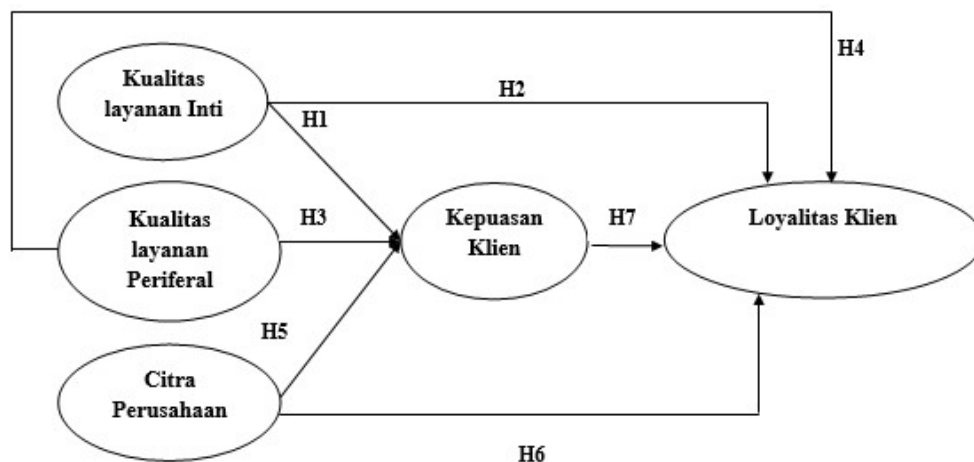 H4
Kualitas
layanan Inti
H2
H1
Kualitas
layanan
Periferal
H3
Kepuasan
Klien
H7
Loyalitas Klien
H5
Citra
Perusahaan
H6